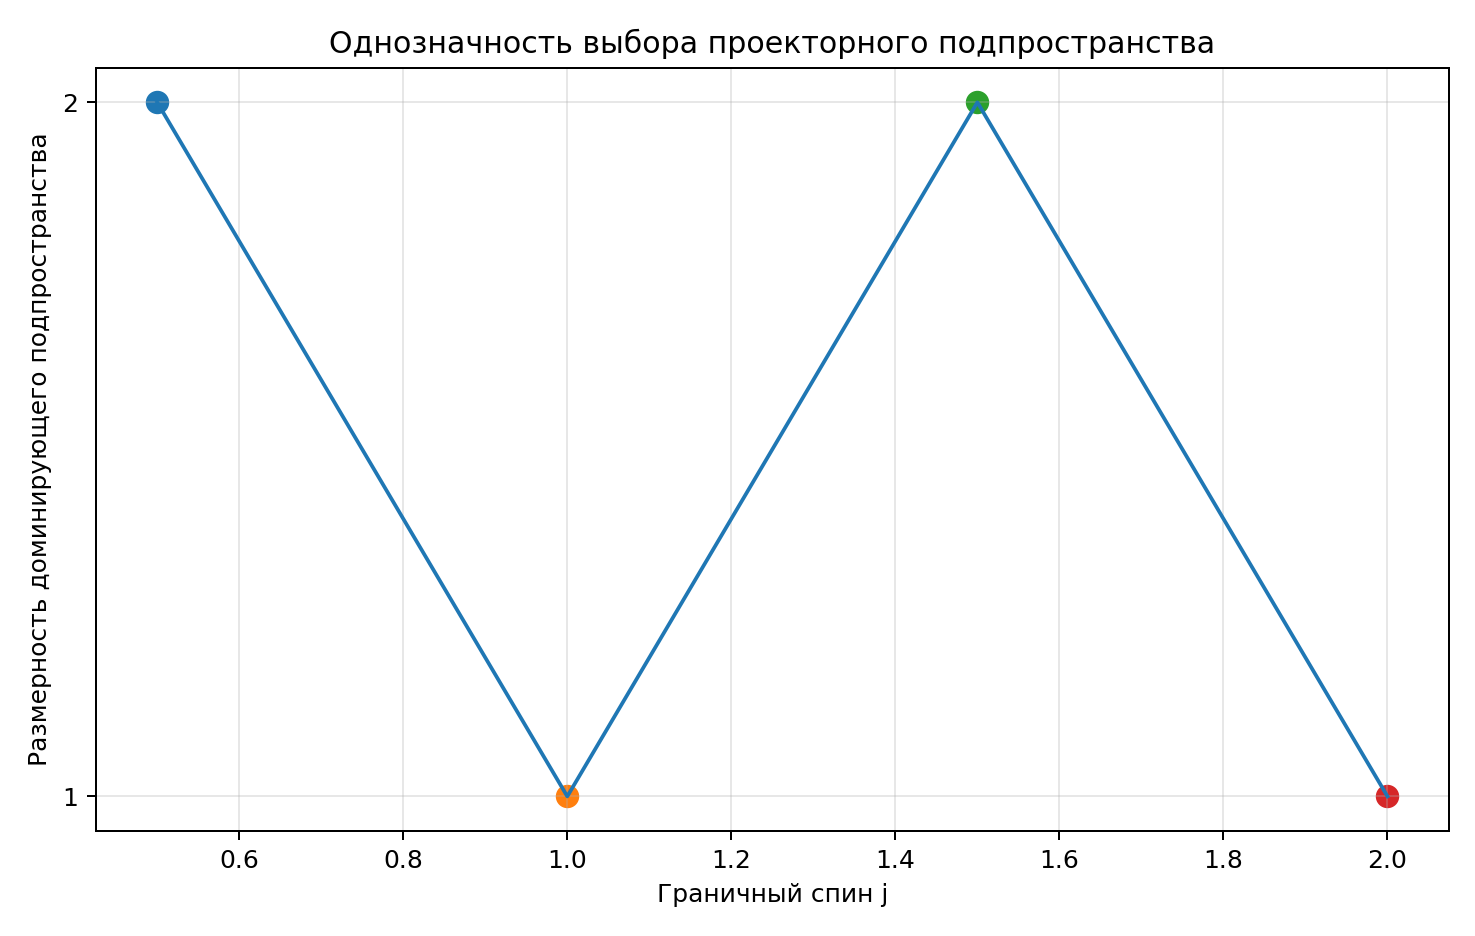 Однозначность выбора проекторного подпространства
Размерность доминирующего подпространства
2
1
0.6 0.8 1.0 1.2 1.4 1.6 1.8 2.0
Граничный спин j